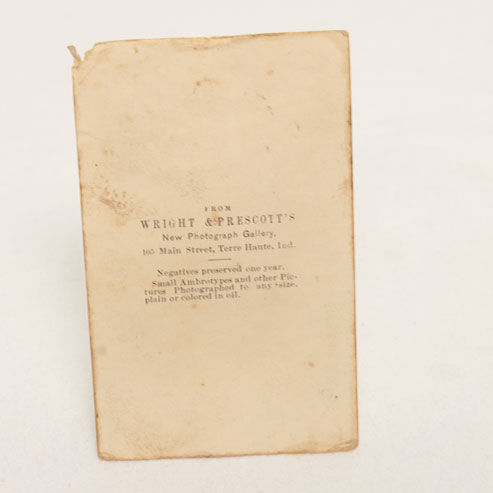 FROM
WRIGHT & PRESCOTT'S
New Photograph Gallery,
165 Main Street, Terre Haute, Ind.
Negatives preserved one year.
Small Ambrotypes and other Pic-
tures Photographed to any size,
plain or colored in oil.